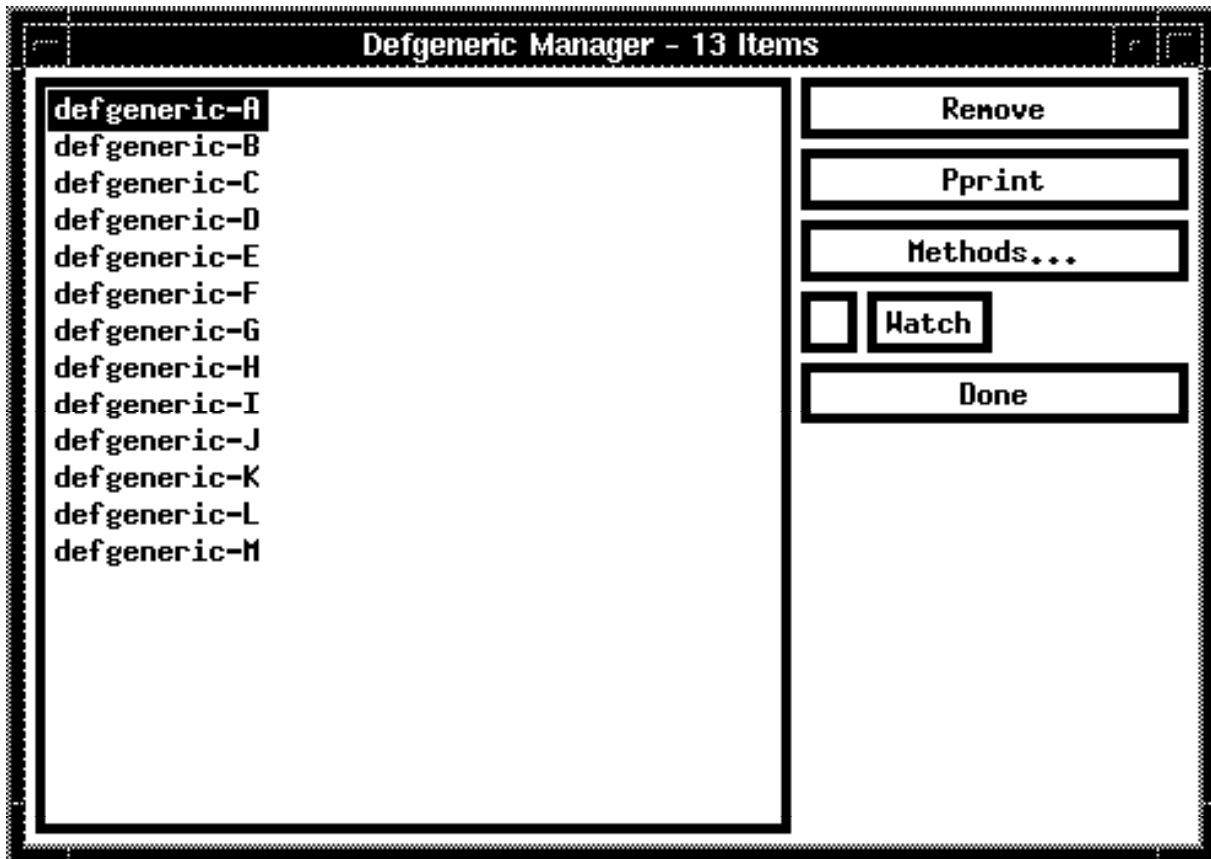 Defgeneric Manager - 13 Items
defgeneric-A
defgeneric-B
defgeneric-C
defgeneric-D
defgeneric-E
defgeneric-F
defgeneric-G
defgeneric-H
defgeneric-I
defgeneric-J
defgeneric-K
defgeneric-L
defgeneric-M
Remove
Pprint
Methods...
Watch
Done